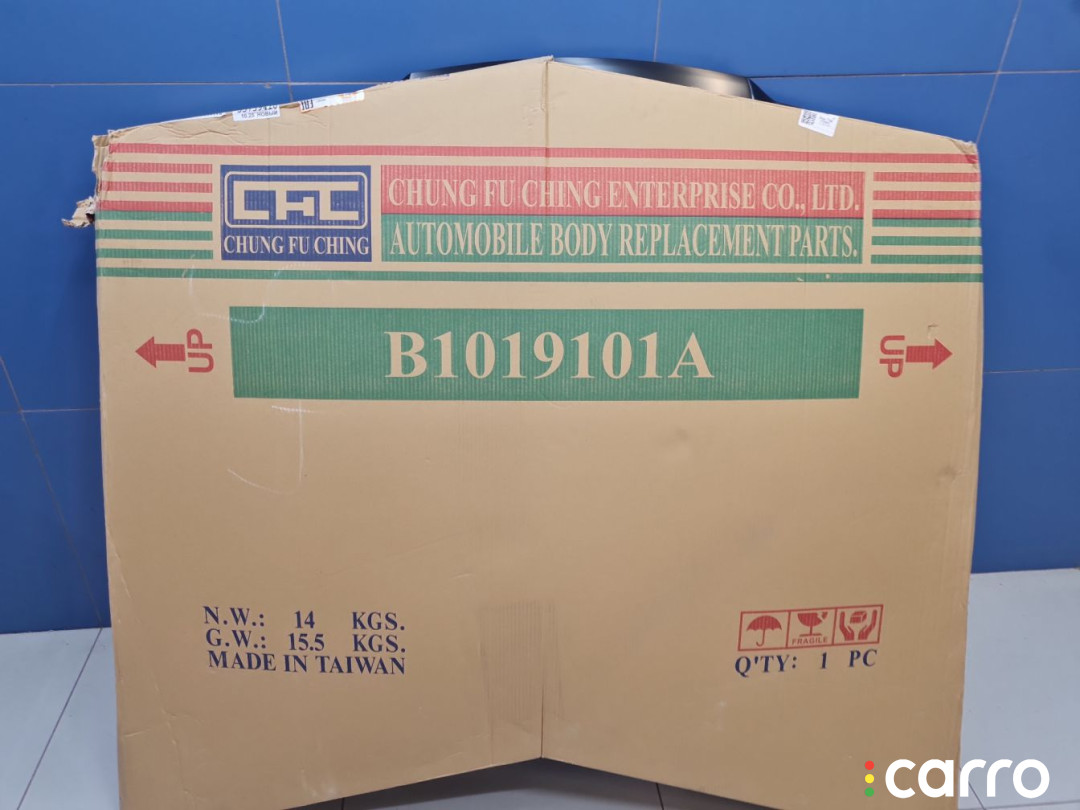 CFC
CHUNG FU CHING
CHUNG FU CHING ENTERPRISE CO., LTD.
AUTOMOBILE BODY REPLACEMENT PARTS.
UP
B1019101A
UP
N.W.: 14 KGS.
G.W.: 15.5 KGS.
MADE IN TAIWAN
FRAGILE
Q'TY: 1 PC
carro